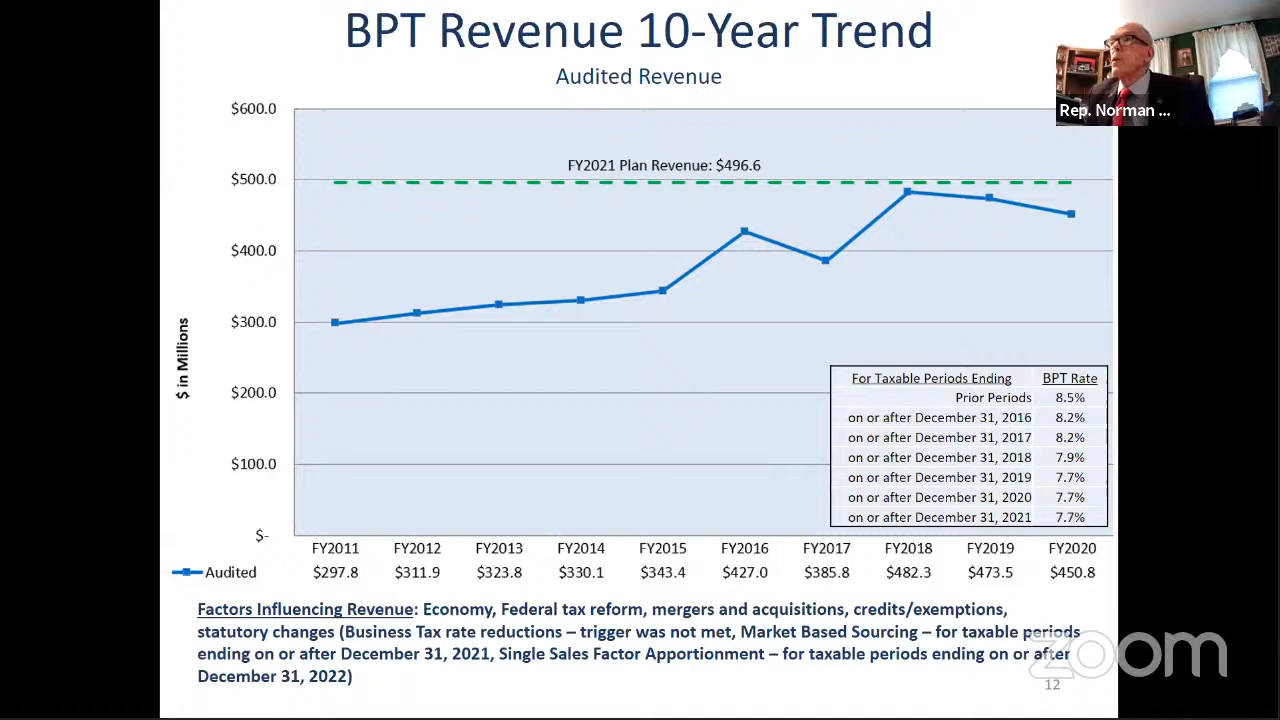 BPT Revenue 10-Year Trend
Audited Revenue
Rep. Norman ...
$600.0
FY2021 Plan Revenue: $496.6
$500.0
$400.0
$300.0
$200.0
$100.0
$-
$ in Millions
For Taxable Periods Ending BPT Rate
Prior Periods 8.5%
on or after December 31, 2016 8.2%
on or after December 31, 2017 8.2%
on or after December 31, 2018 7.9%
on or after December 31, 2019 7.7%
on or after December 31, 2020 7.7%
on or after December 31, 2021 7.7%
FY2011 FY2012 FY2013 FY2014 FY2015 FY2016 FY2017 FY2018 FY2019 FY2020
Audited $297.8 $311.9 $323.8 $330.1 $343.4 $427.0 $385.8 $482.3 $473.5 $450.8
Factors Influencing Revenue: Economy, Federal tax reform, mergers and acquisitions, credits/exemptions,
statutory changes (Business Tax rate reductions – trigger was not met, Market Based Sourcing – for taxable periods
ending on or after December 31, 2021, Single Sales Factor Apportionment – for taxable periods ending on or after
December 31, 2022)
zoom
12